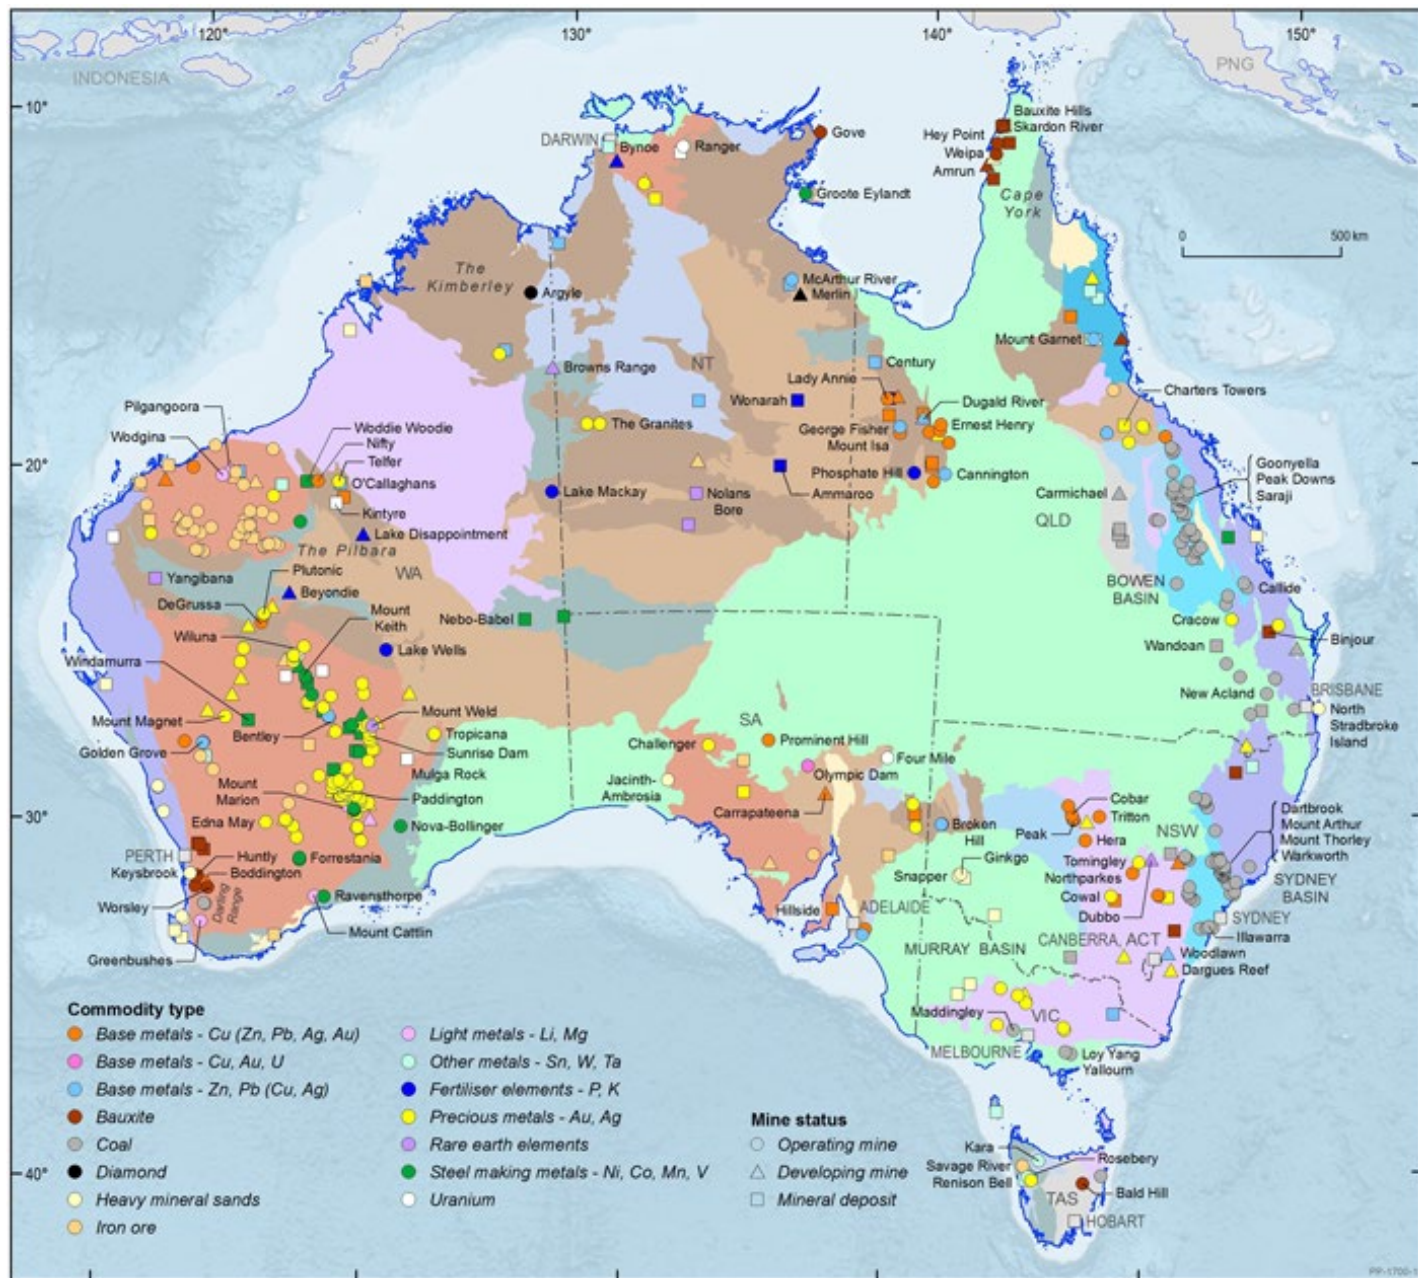 120°
130°
140°
150°
INDONESIA
PNG
10°
20°
30°
40°
DARWIN
Bynoe
Ranger
Gove
Groote Eylandt
Bauxite Hills
Skardon River
Hey Point
Weipa
Amrun
Cape
York
0
500 km
The
Kimberley
Argyle
McArthur River
Merlin
Mount Garnet
Browns Range
NT
Century
Lady Annie
Wonarah
Dugald River
Charters Towers
The Granites
George Fisher
Ernest Henry
Mount Isa
Pilgangoora
Wodgina
Woddie Woodie
Nifty
Telfer
O'Callaghans
Phosphate Hill
Cannington
Goonyella
Peak Downs
Saraji
Lake Mackay
Nolans
Bore
Ammaroo
Carmichael
QLD
Kintyre
Lake Disappointment
The Pilbara
WA
Yangibana
Plutonic
Beyondie
BOWEN
BASIN
Callide
DeGrussa
Mount
Keith
Nebo-Babel
Cracow
Wiluna
Lake Wells
Wandoan
Binjour
Windamurra
New Acland
BRISBANE
North
Stradbroke
Island
Mount Magnet
Mount Weld
Bentley
Tropicana
Golden Grove
Sunrise Dam
SA
Challenger
Prominent Hill
Four Mile
Mulga Rock
Mount
Marion
Jacinth-
Ambrosia
Olympic Dam
Paddington
Carrapateena
Edna May
Nova-Bollinger
Broken
Hill
Cobar
Tritton
Peak
Hera
NSW
Dartbrook
Mount Arthur
Mount Thorley
Warkworth
PERTH
Huntly
Keysbrook
Boddington
Forrestania
Ginkgo
Snapper
Tomingley
Northparkes
SYDNEY
BASIN
Worsley
Darling
Range
Ravensthorpe
Hillside
ADELAIDE
Cowal
Dubbo
SYDNEY
Mount Cattlin
Greenbushes
MURRAY BASIN
CANBERRA, ACT
Illawarra
Woodlawn
Dargues Reef
Maddingley
VIC
MELBOURNE
Loy Yang
Yallourn
Kara
Savage River
Renison Bell
Rosebery
TAS
Bald Hill
HOBART
Commodity type
Base metals - Cu (Zn, Pb, Ag, Au)
Base metals - Cu, Au, U
Base metals - Zn, Pb (Cu, Ag)
Bauxite
Coal
Diamond
Heavy mineral sands
Iron ore
Light metals - Li, Mg
Other metals - Sn, W, Ta
Fertiliser elements - P, K
Precious metals - Au, Ag
Rare earth elements
Steel making metals - Ni, Co, Mn, V
Uranium
Mine status
Operating mine
Developing mine
Mineral deposit